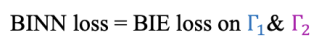 BINN loss = BIE loss on Γ₁ & Γ₂